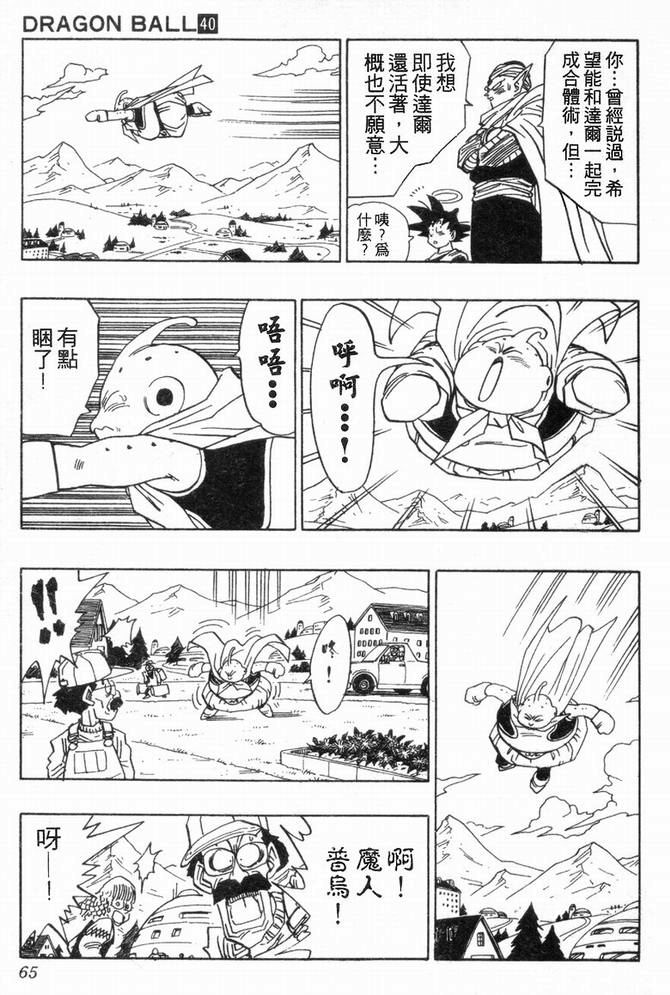 DRAGON BALL 40
你…曾經説過，希
望能和達爾一起完
成合體術，但…
我想
即使達爾
還活著，大
概也不願意…
咦？為
什麼？
呼啊……！
唔唔……
有點
睏了！
咚！
!!
啊！
魔人
普烏！
呀—！
65